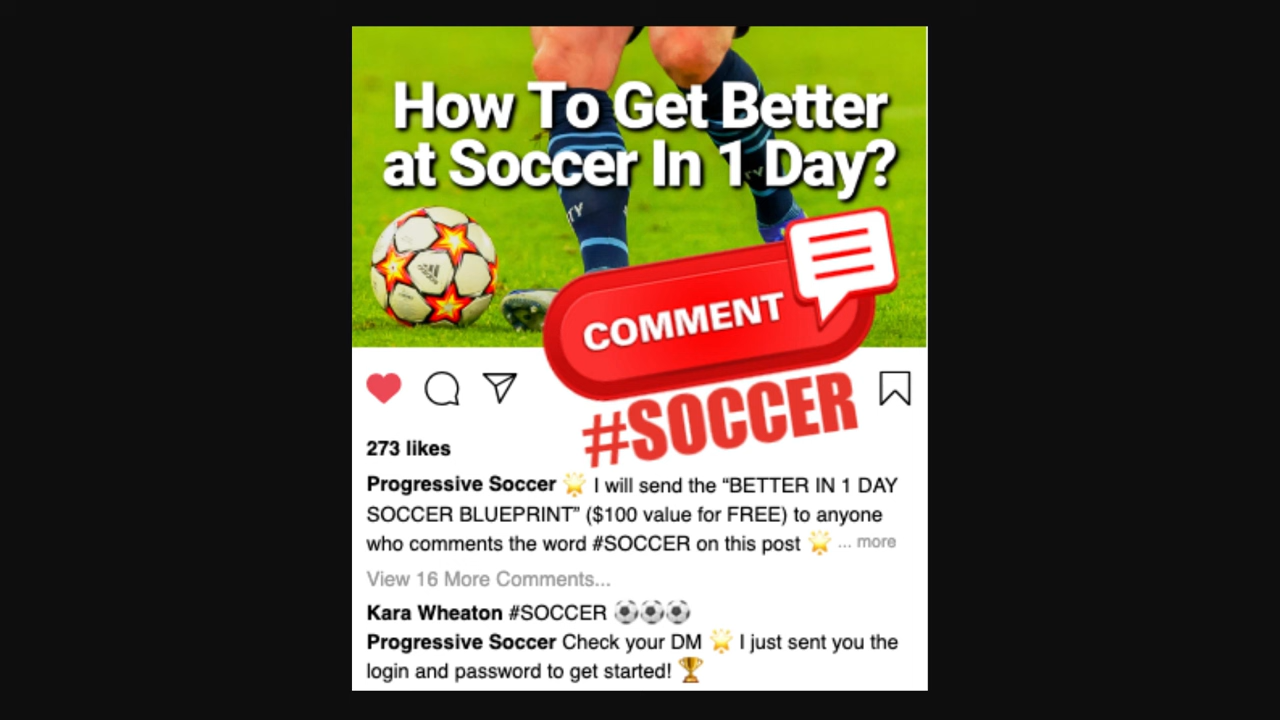 How To Get Better
at Soccer In 1 Day?
TY
TY
adidas
COMMENT
#SOCCER
273 likes
Progressive Soccer 🌟 I will send the “BETTER IN 1 DAY
SOCCER BLUEPRINT” ($100 value for FREE) to anyone
who comments the word #SOCCER on this post 🌟 ... more
View 16 More Comments...
Kara Wheaton #SOCCER ⚽⚽⚽
Progressive Soccer Check your DM 🌟 I just sent you the
login and password to get started! 🏆